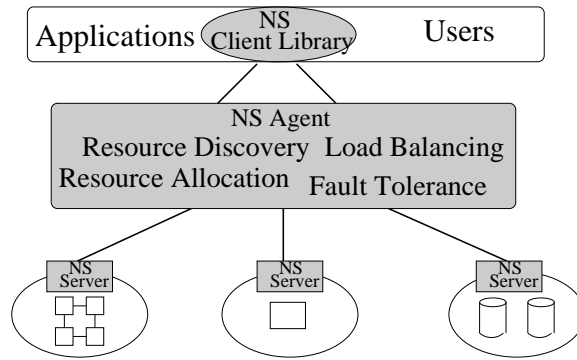 Applications
NS
Client Library
Users
NS Agent
Resource Discovery
Load Balancing
Resource Allocation
Fault Tolerance
NS
Server
NS
Server
NS
Server